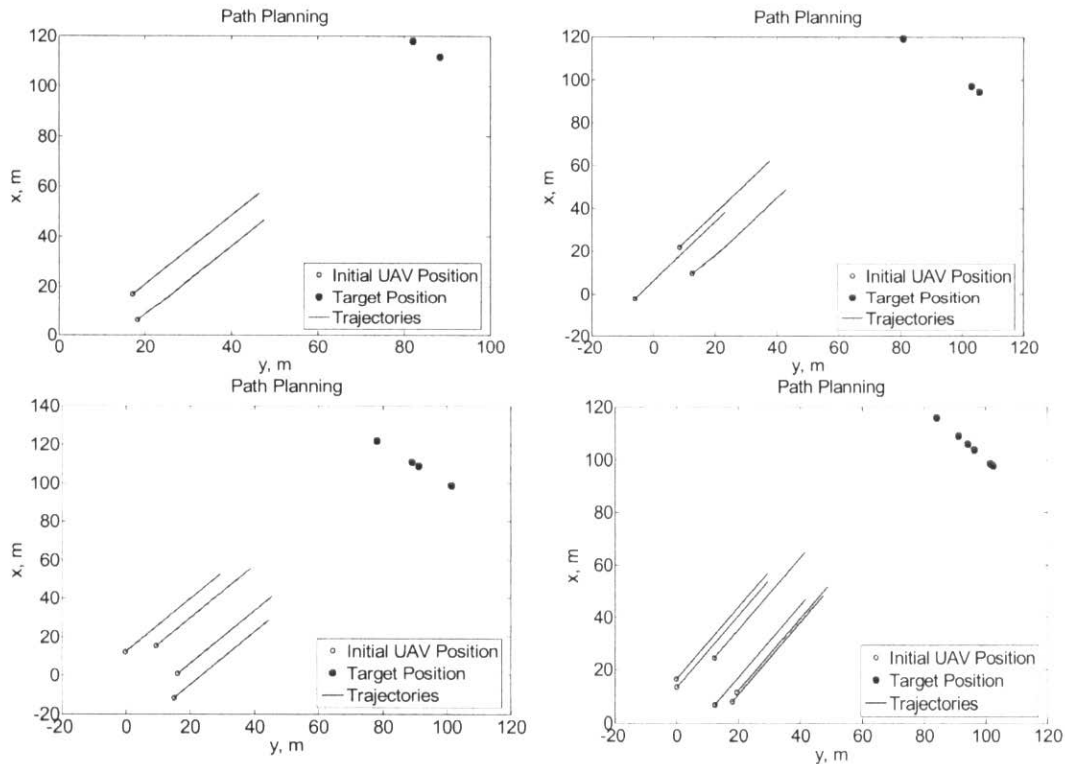 Path Planning
120
100
80
60
40
20
0
x, m
0 20 40 60 80 100
y, m
Initial UAV Position
Target Position
Trajectories
Path Planning
120
100
80
60
40
20
0
-20
x, m
-20 0 20 40 60 80 100 120
y, m
Initial UAV Position
Target Position
Trajectories
Path Planning
140
120
100
80
60
40
20
0
-20
x, m
-20 0 20 40 60 80 100 120
y, m
Initial UAV Position
Target Position
Trajectories
Path Planning
120
100
80
60
40
20
0
x, m
-20 0 20 40 60 80 100 120
y, m
Initial UAV Position
Target Position
Trajectories